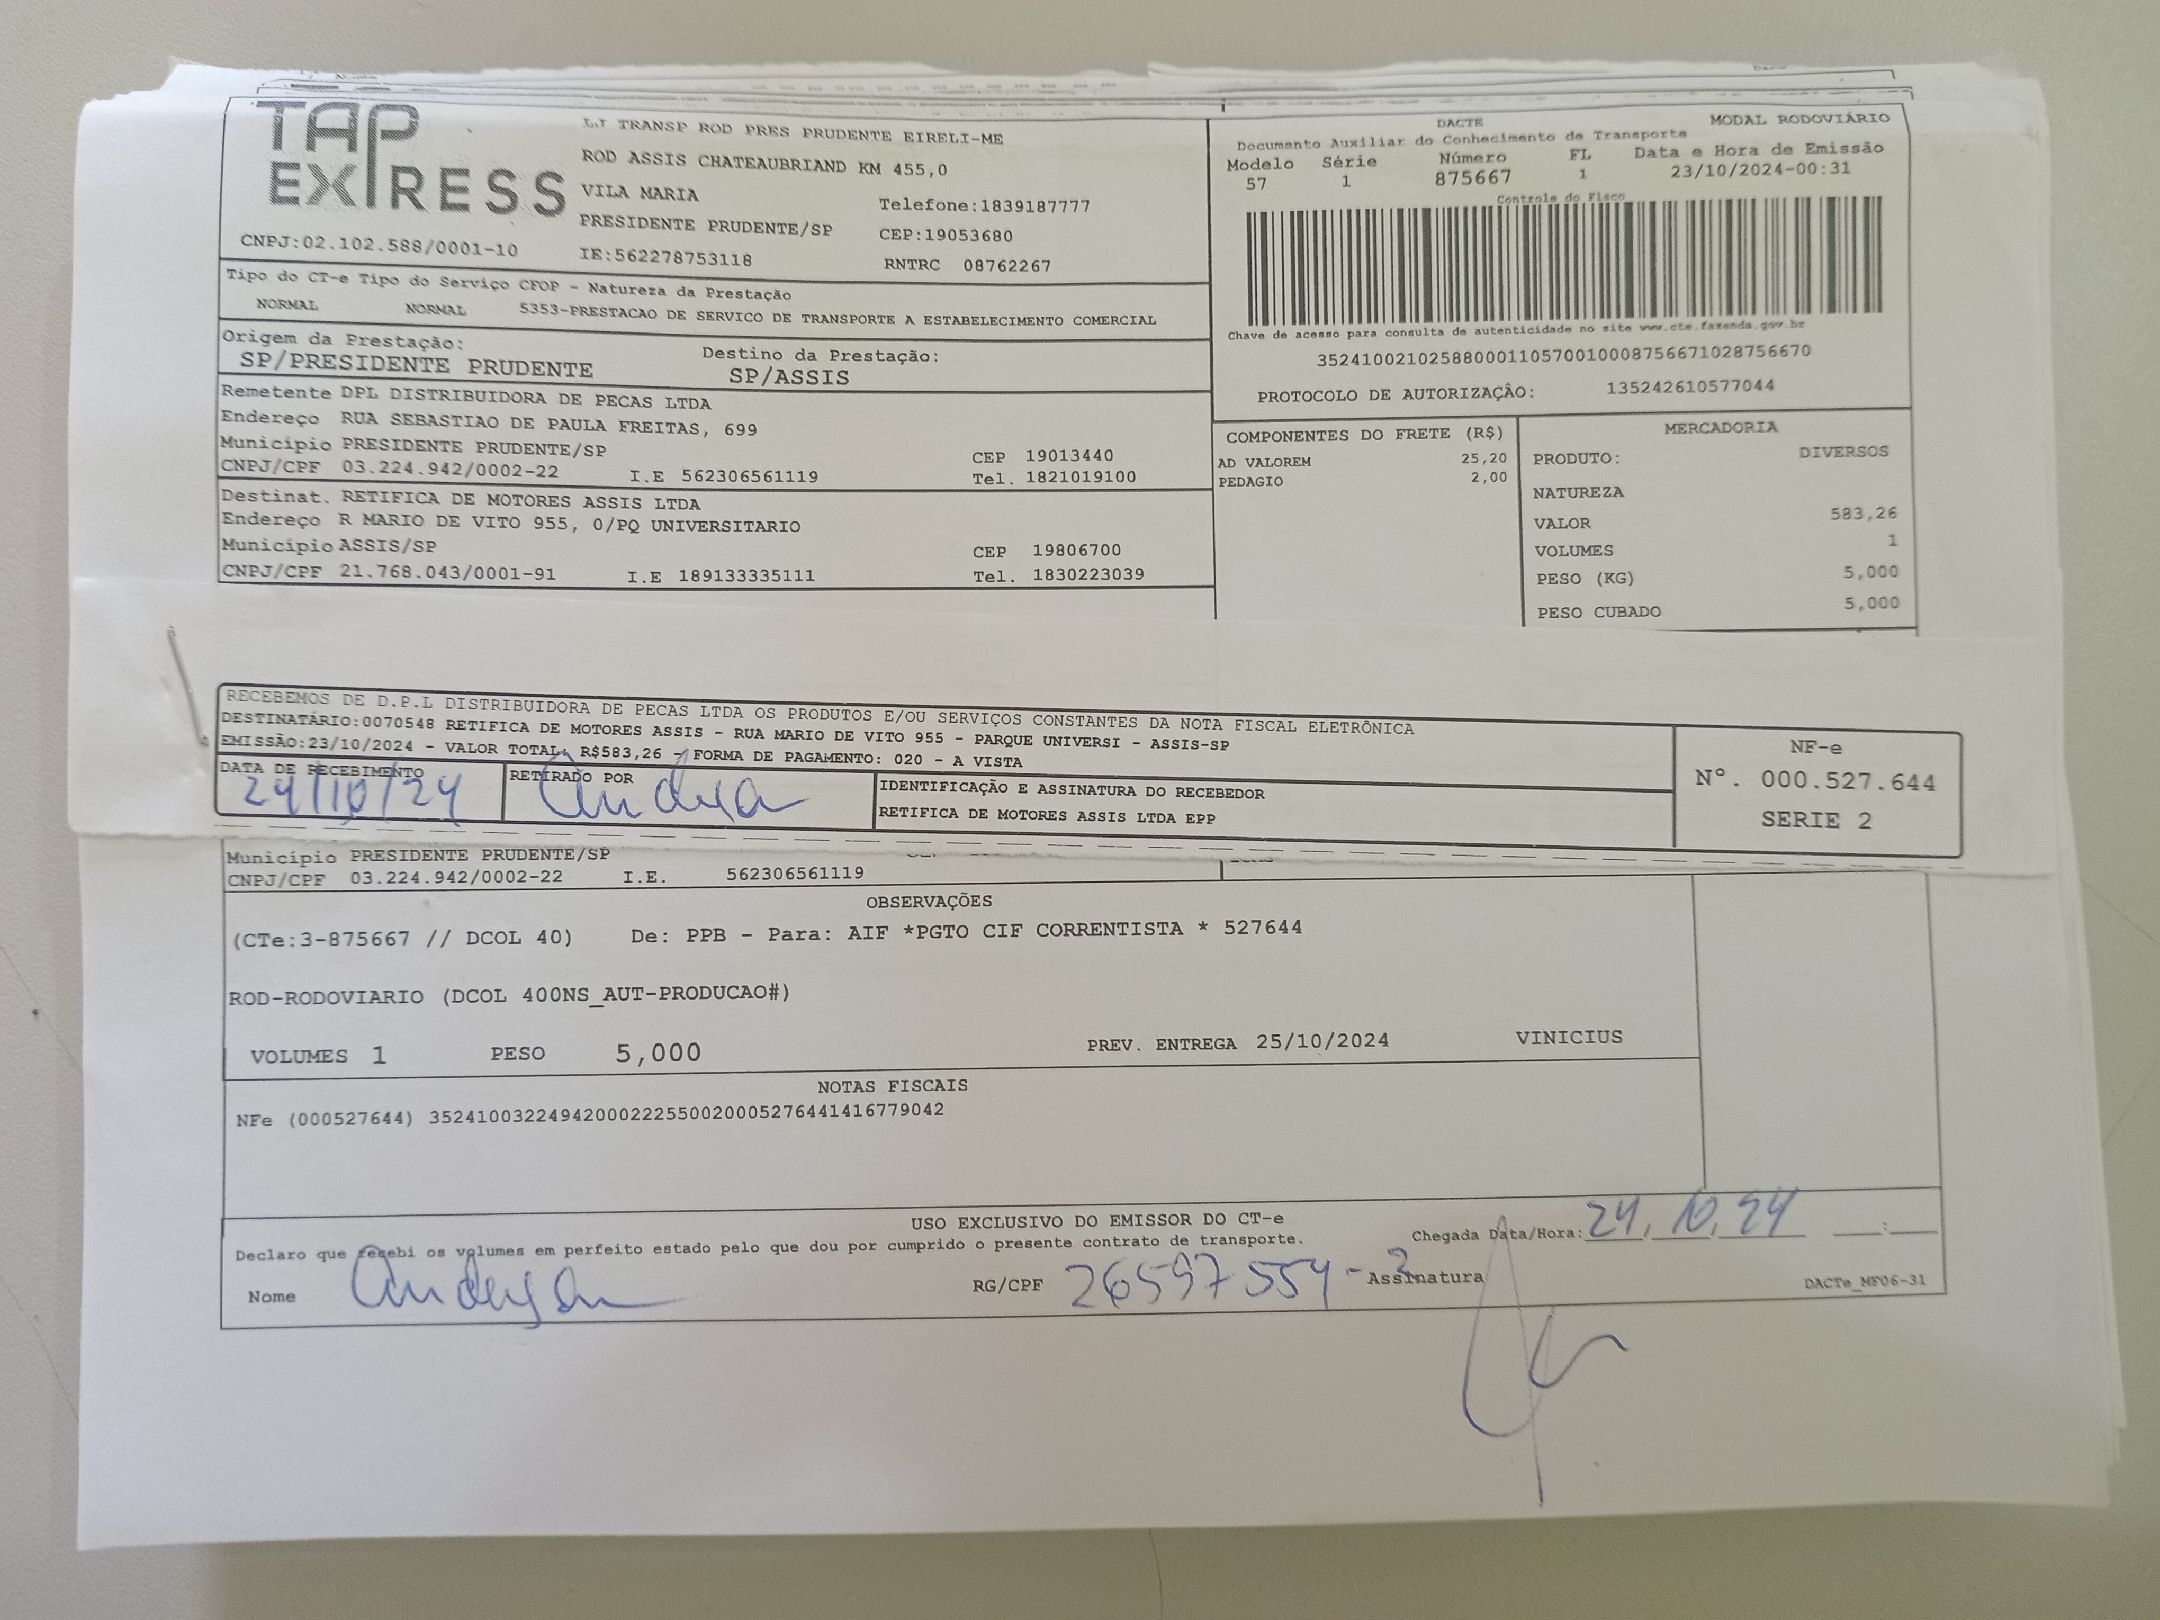 TAP
EXPRESS
LJ TRANSP ROD PRES PRUDENTE EIRELI-ME
ROD ASSIS CHATEAUBRIAND KM 455,0
VILA MARIA
Telefone:1839187777
PRESIDENTE PRUDENTE/SP CEP:19053680
CNPJ:02.102.588/0001-10 IE:562278753118 RNTRC 08762267
DACTE MODAL RODOVIÁRIO
Documento Auxiliar do Conhecimento de Transporte
Modelo Série Número FL Data e Hora de Emissão
57 1 875667 1 23/10/2024-00:31
Controle do Fisco
Chave de acesso para consulta de autenticidade no site www.cte.fazenda.gov.br
35241002102588000110570010008756671028756670
PROTOCOLO DE AUTORIZAÇÃO: 135242610577044
Tipo do CT-e Tipo do Serviço CFOP - Natureza da Prestação
NORMAL NORMAL 5353-PRESTACAO DE SERVICO DE TRANSPORTE A ESTABELECIMENTO COMERCIAL
Origem da Prestação: Destino da Prestação:
SP/PRESIDENTE PRUDENTE SP/ASSIS
Remetente DPL DISTRIBUIDORA DE PECAS LTDA
Endereço RUA SEBASTIAO DE PAULA FREITAS, 699
Município PRESIDENTE PRUDENTE/SP CEP 19013440
CNPJ/CPF 03.224.942/0002-22 I.E 562306561119 Tel. 1821019100
Destinat. RETIFICA DE MOTORES ASSIS LTDA
Endereço R MARIO DE VITO 955, 0/PQ UNIVERSITARIO
Município ASSIS/SP CEP 19806700
CNPJ/CPF 21.768.043/0001-91 I.E 189133335111 Tel. 1830223039
COMPONENTES DO FRETE (R$)
AD VALOREM 25,20
PEDAGIO 2,00
MERCADORIA
PRODUTO: DIVERSOS
NATUREZA
VALOR 583,26
VOLUMES 1
PESO (KG) 5,000
PESO CUBADO 5,000
RECEBEMOS DE D.P.L DISTRIBUIDORA DE PECAS LTDA OS PRODUTOS E/OU SERVIÇOS CONSTANTES DA NOTA FISCAL ELETRÔNICA
DESTINATÁRIO:0070548 RETIFICA DE MOTORES ASSIS - RUA MARIO DE VITO 955 - PARQUE UNIVERSI - ASSIS-SP
EMISSÃO:23/10/2024 - VALOR TOTAL: R$583,26 - FORMA DE PAGAMENTO: 020 - A VISTA
DATA DE RECEBIMENTO RETIRADO POR IDENTIFICAÇÃO E ASSINATURA DO RECEBEDOR
24/10/24 RETIFICA DE MOTORES ASSIS LTDA EPP
NF-e
Nº. 000.527.644
SERIE 2
Município PRESIDENTE PRUDENTE/SP
CNPJ/CPF 03.224.942/0002-22 I.E. 562306561119
OBSERVAÇÕES
(CTe:3-875667 // DCOL 40) De: PPB - Para: AIF *PGTO CIF CORRENTISTA * 527644
ROD-RODOVIARIO (DCOL 400NS_AUT-PRODUCAO#)
VOLUMES 1 PESO 5,000 PREV. ENTREGA 25/10/2024 VINICIUS
NOTAS FISCAIS
NFe (000527644) 35241003224942000222550020005276441416779042
USO EXCLUSIVO DO EMISSOR DO CT-e
Declaro que recebi os volumes em perfeito estado pelo que dou por cumprido o presente contrato de transporte.
Chegada Data/Hora: 24, 10, 24 :
Nome Anderson RG/CPF 26597554-2 Assinatura
DACTe_MF06-31